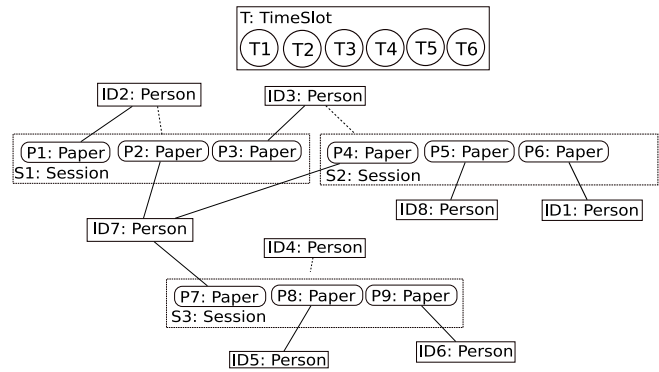 T: TimeSlot
T1 T2 T3 T4 T5 T6
ID2: Person
ID3: Person
P1: Paper P2: Paper P3: Paper
S1: Session
P4: Paper P5: Paper P6: Paper
S2: Session
ID8: Person
ID1: Person
ID7: Person
ID4: Person
P7: Paper P8: Paper P9: Paper
S3: Session
ID5: Person
ID6: Person